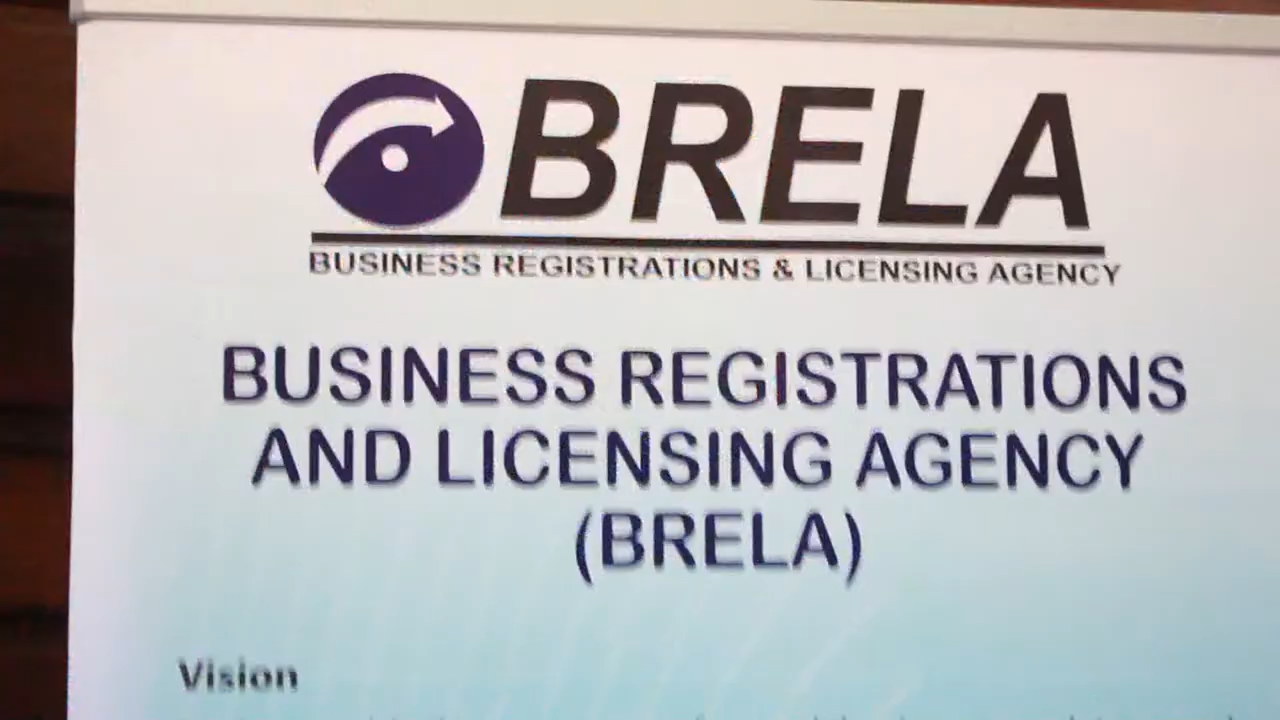 BRELA
BUSINESS REGISTRATIONS & LICENSING AGENCY
BUSINESS REGISTRATIONS
AND LICENSING AGENCY
(BRELA)
Vision